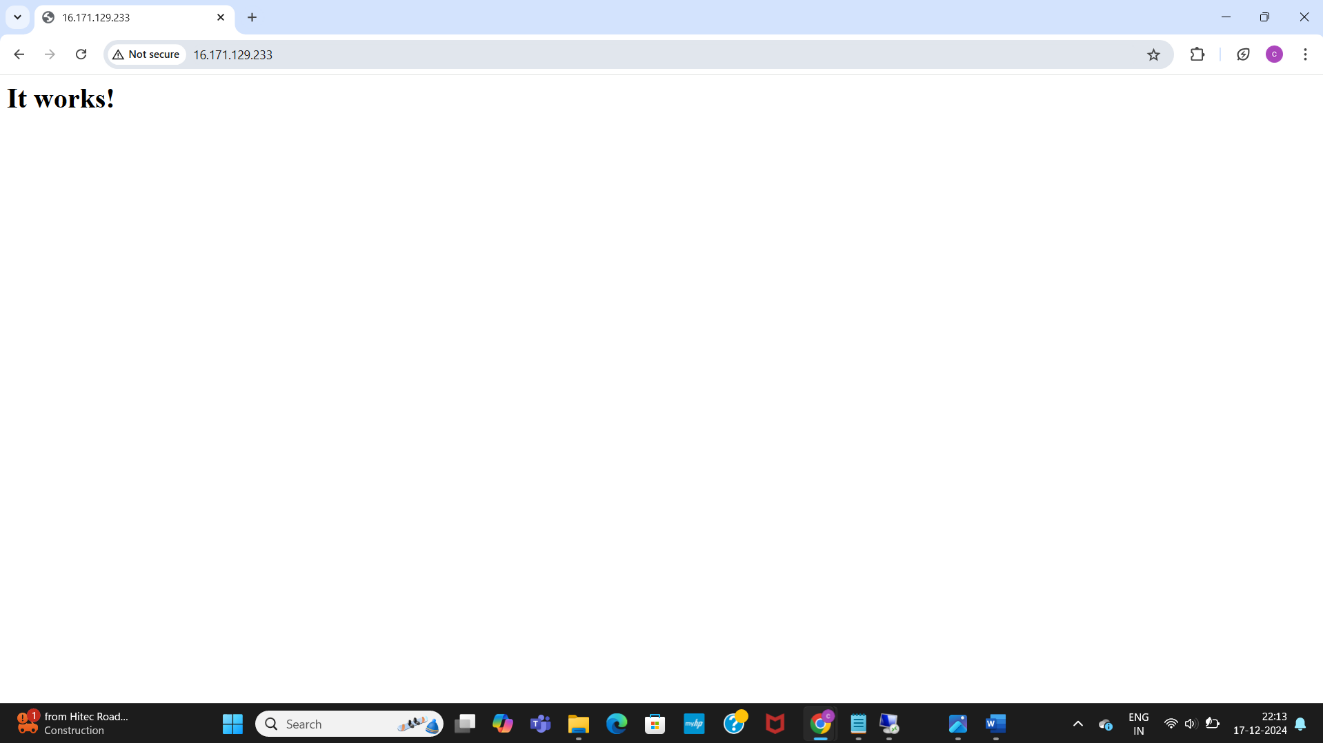 16.171.129.233
Not secure
16.171.129.233
C
It works!
1
from Hitec Road...
Construction
Search
ENG
IN
22:13
17-12-2024